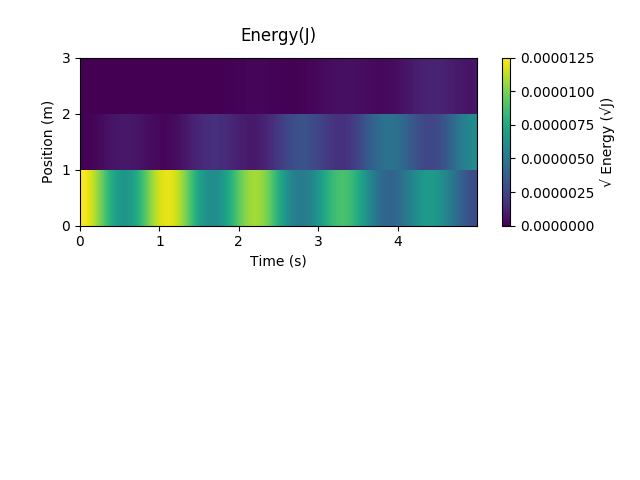 Energy(J)
3
2
1
0
Position (m)
0 1 2 3 4
Time (s)
0.0000125
0.0000100
0.0000075
0.0000050
0.0000025
0.0000000
√ Energy (√J)